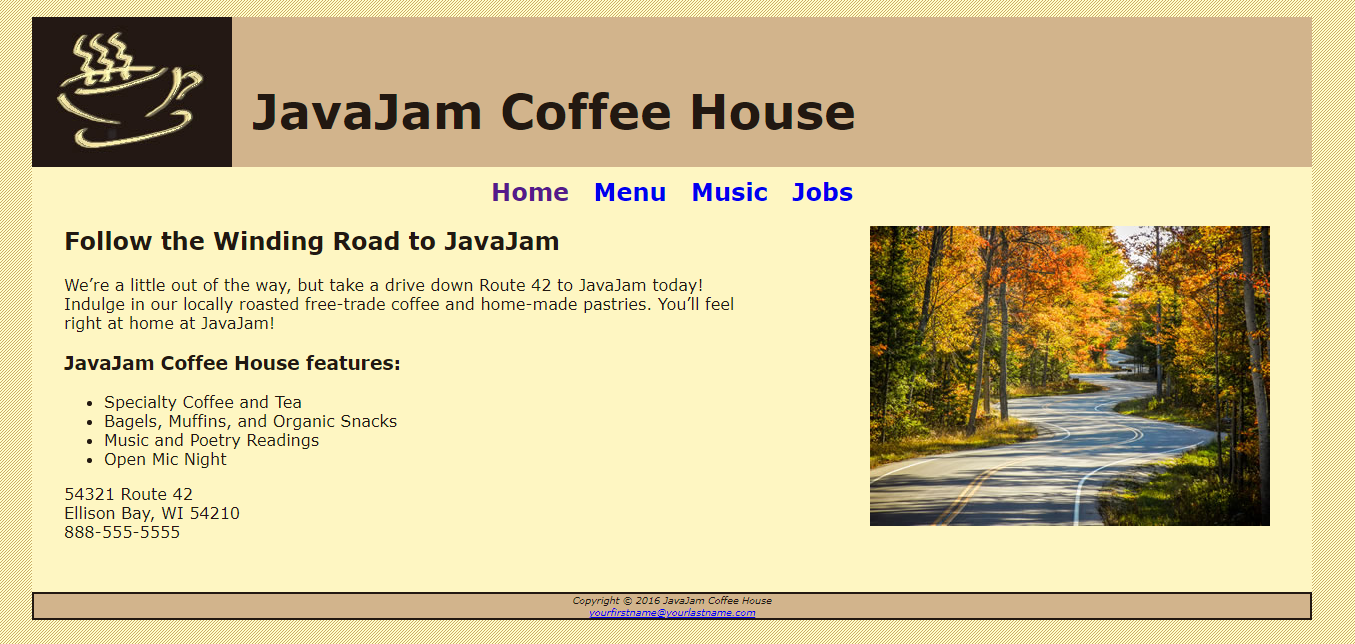 JavaJam Coffee House
Home Menu Music Jobs
Follow the Winding Road to JavaJam
We’re a little out of the way, but take a drive down Route 42 to JavaJam today!
Indulge in our locally roasted free-trade coffee and home-made pastries. You’ll feel
right at home at JavaJam!
JavaJam Coffee House features:
• Specialty Coffee and Tea
• Bagels, Muffins, and Organic Snacks
• Music and Poetry Readings
• Open Mic Night
54321 Route 42
Ellison Bay, WI 54210
888-555-5555
Copyright © 2016 JavaJam Coffee House
yourfirstname@yourlastname.com